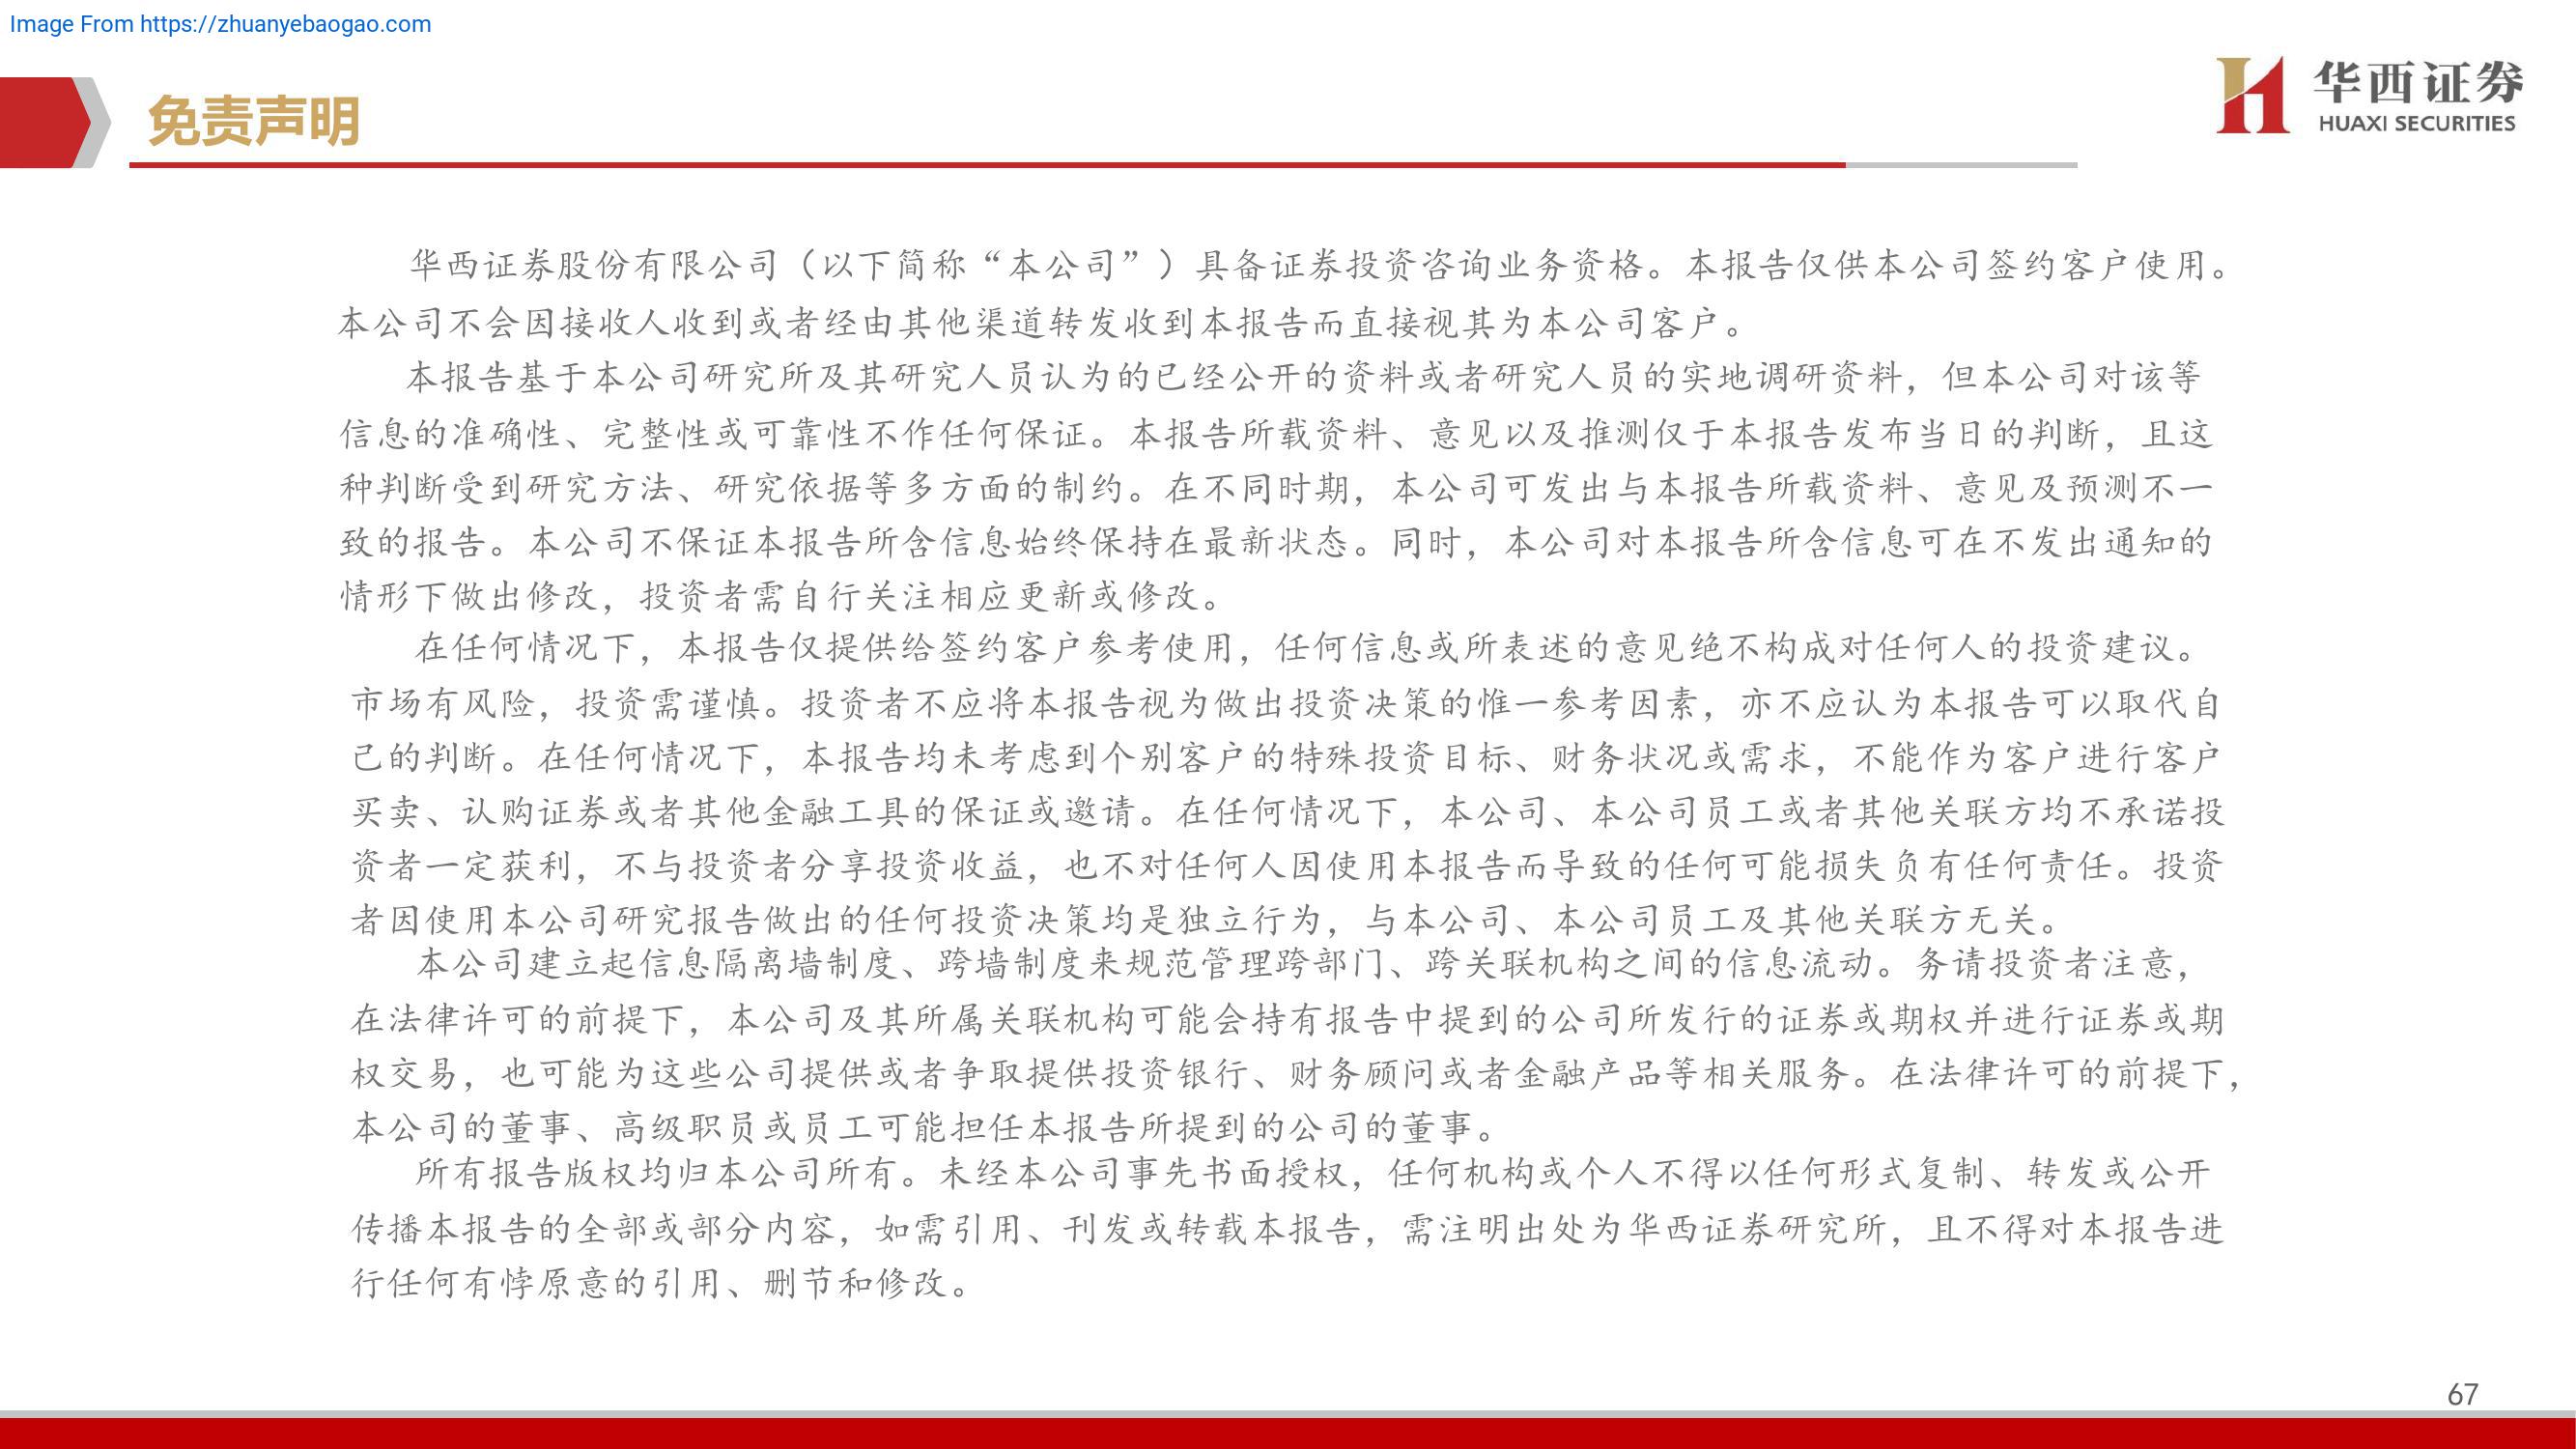 Image From https://zhuanyebaogao.com
免责声明
华西证券
HUAXI SECURITIES
华西证券股份有限公司（以下简称“本公司”）具备证券投资咨询业务资格。本报告仅供本公司签约客户使用。
本公司不会因接收人收到或者经由其他渠道转发收到本报告而直接视其为本公司客户。
本报告基于本公司研究所及其研究人员认为的已经公开的资料或者研究人员的实地调研资料，但本公司对该等
信息的准确性、完整性或可靠性不作任何保证。本报告所载资料、意见以及推测仅于本报告发布当日的判断，且这
种判断受到研究方法、研究依据等多方面的制约。在不同时期，本公司可发出与本报告所载资料、意见及预测不一
致的报告。本公司不保证本报告所含信息始终保持在最新状态。同时，本公司对本报告所含信息可在不发出通知的
情形下做出修改，投资者需自行关注相应更新或修改。
在任何情况下，本报告仅提供给签约客户参考使用，任何信息或所表述的意见绝不构成对任何人的投资建议。
市场有风险，投资需谨慎。投资者不应将本报告视为做出投资决策的惟一参考因素，亦不应认为本报告可以取代自
己的判断。在任何情况下，本报告均未考虑到个别客户的特殊投资目标、财务状况或需求，不能作为客户进行客户
买卖、认购证券或者其他金融工具的保证或邀请。在任何情况下，本公司、本公司员工或者其他关联方均不承诺投
资者一定获利，不与投资者分享投资收益，也不对任何人因使用本报告而导致的任何可能损失负有任何责任。投资
者因使用本公司研究报告做出的任何投资决策均是独立行为，与本公司、本公司员工及其他关联方无关。
本公司建立起信息隔离墙制度、跨墙制度来规范管理跨部门、跨关联机构之间的信息流动。务请投资者注意，
在法律许可的前提下，本公司及其所属关联机构可能会持有报告中提到的公司所发行的证券或期权并进行证券或期
权交易，也可能为这些公司提供或者争取提供投资银行、财务顾问或者金融产品等相关服务。在法律许可的前提下，
本公司的董事、高级职员或员工可能担任本报告所提到的公司的董事。
所有报告版权均归本公司所有。未经本公司事先书面授权，任何机构或个人不得以任何形式复制、转发或公开
传播本报告的全部或部分内容，如需引用、刊发或转载本报告，需注明出处为华西证券研究所，且不得对本报告进
行任何有悖原意的引用、删节和修改。
67